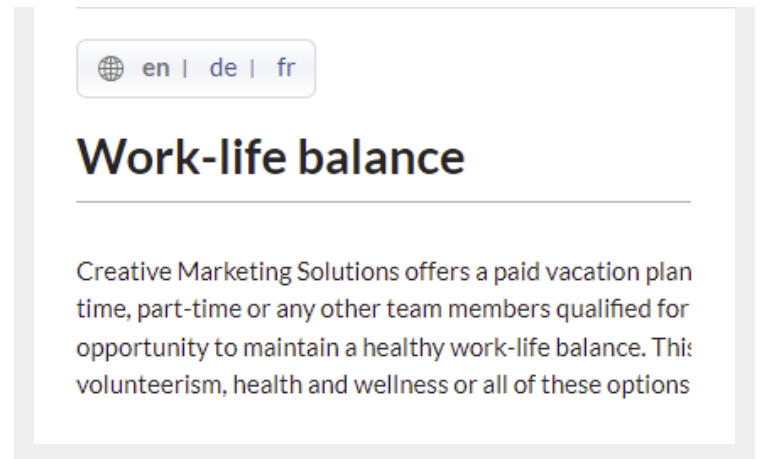 en | de | fr
Work-life balance
Creative Marketing Solutions offers a paid vacation plan
time, part-time or any other team members qualified for
opportunity to maintain a healthy work-life balance. This
volunteerism, health and wellness or all of these options